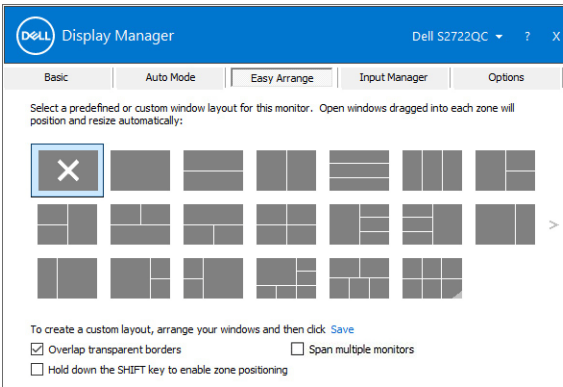 DELL Display Manager Dell S2722QC ? X
Basic Auto Mode Easy Arrange Input Manager Options
Select a predefined or custom window layout for this monitor. Open windows dragged into each zone will
position and resize automatically:
>
To create a custom layout, arrange your windows and then click Save
Overlap transparent borders Span multiple monitors
Hold down the SHIFT key to enable zone positioning